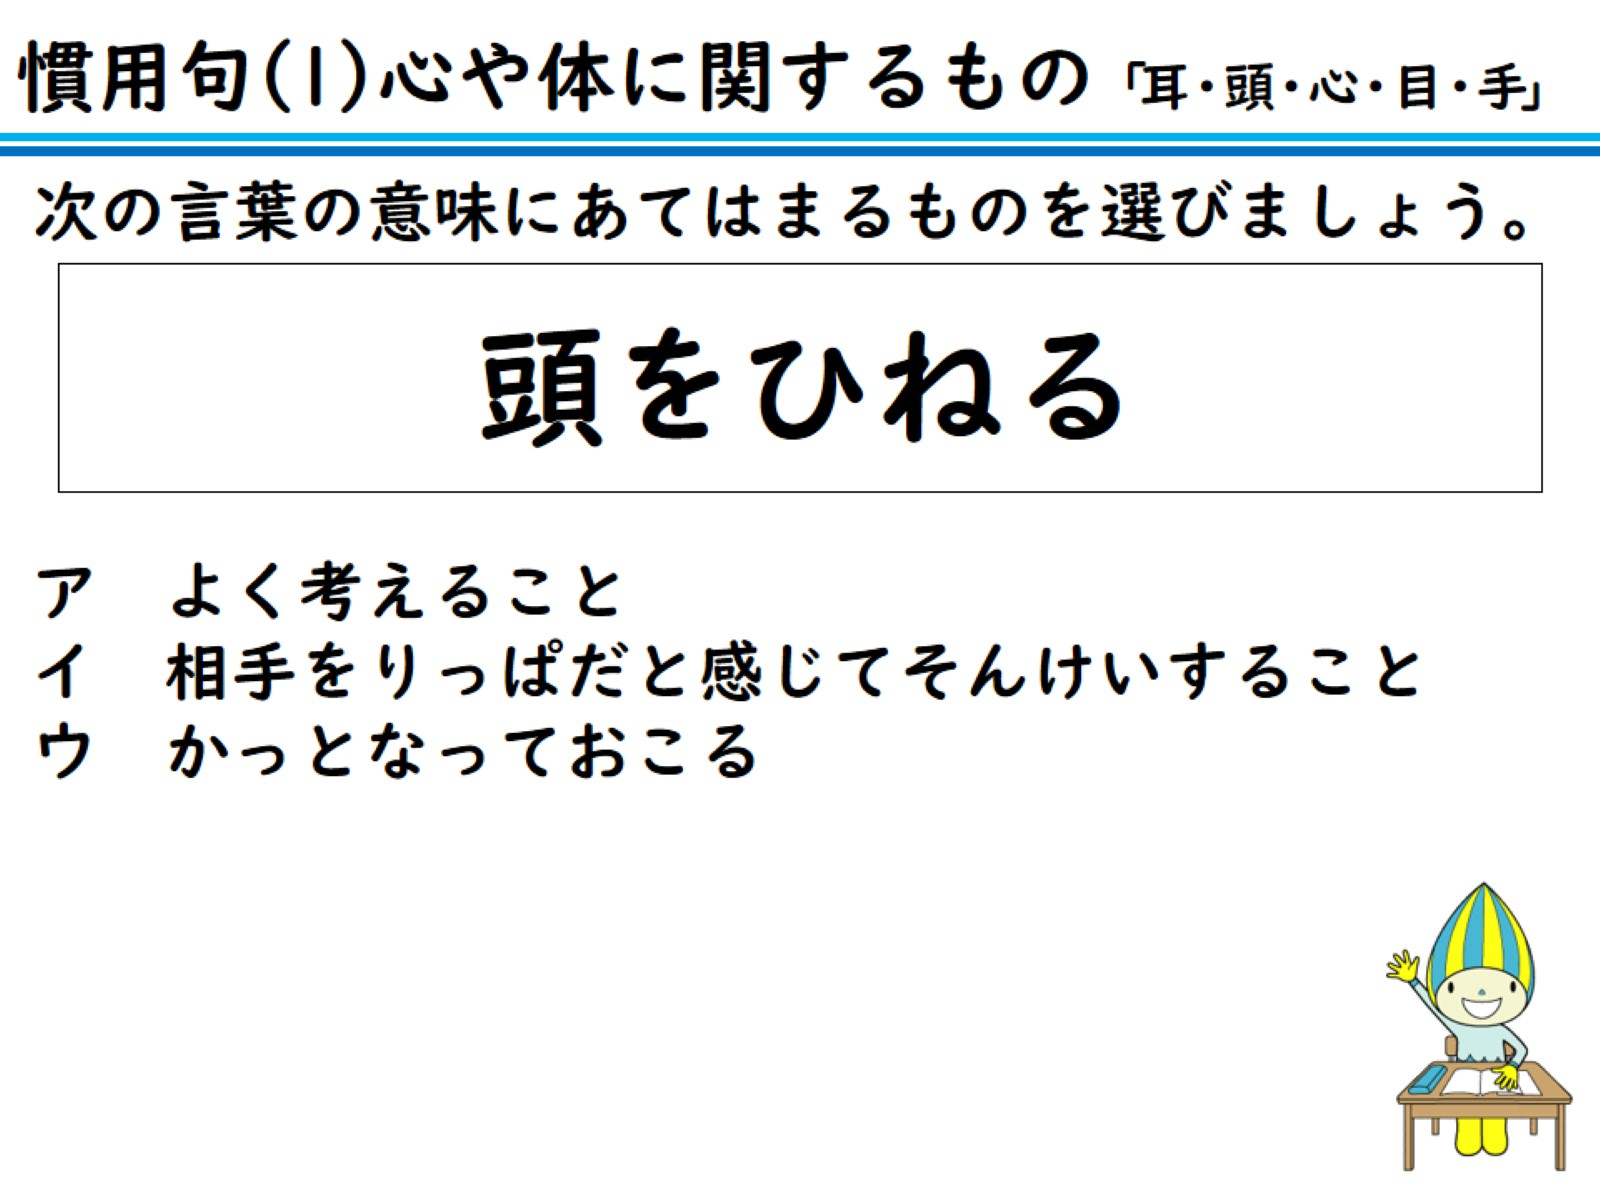 慣用句(1)心や体に関するもの「耳・頭・心・目・手」
次の言葉の意味にあてはまるものを選びましょう。
頭をひねる
ア　よく考えること
イ　相手をりっぱだと感じてそんけいすること
ウ　かっとなっておこる